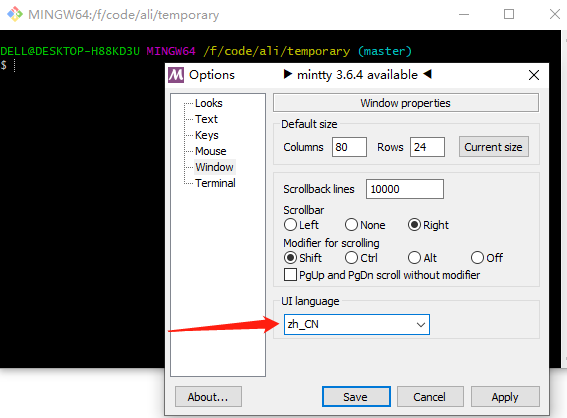 MINGW64:/f/code/ali/temporary
DELL@DESKTOP-H88KD3U MINGW64 /f/code/ali/temporary (master)
$
Options ▶ mintty 3.6.4 available ◀
Looks
Text
Keys
Mouse
Window
Terminal
Window properties
Default size
Columns 80 Rows 24 Current size
Scrollback lines 10000
Scrollbar
Left None Right
Modifier for scrolling
Shift Ctrl Alt Off
PgUp and PgDn scroll without modifier
UI language
zh_CN
About... Save Cancel Apply